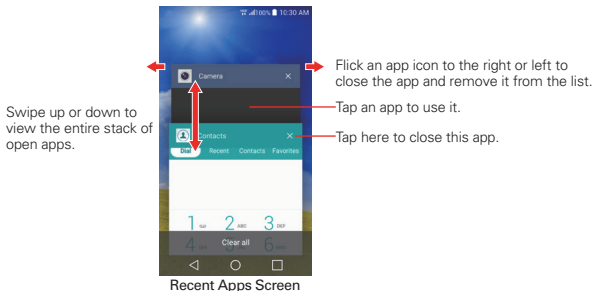 100% 10:30 AM
Camera ×
Flick an app icon to the right or left to
close the app and remove it from the list.
Tap an app to use it.
Swipe up or down to
view the entire stack of
open apps.
Contacts ×
Tap here to close this app.
Dial Recent Contacts Favorites
1 2 ABC 3 DEF
4 6
Clear all
Recent Apps Screen